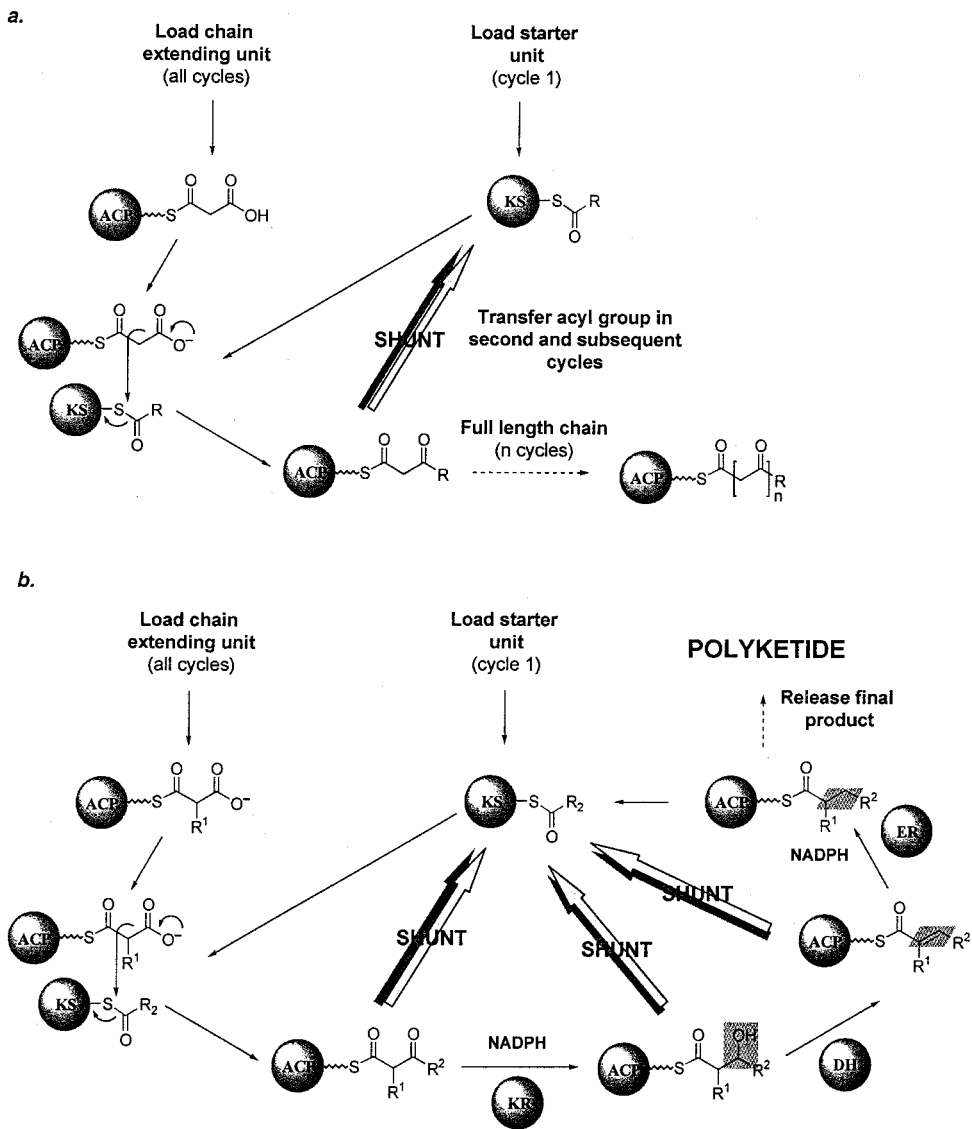 a.
Load chain
extending unit
(all cycles)
Load starter
unit
(cycle 1)
ACP S O O OH
KS S R O
ACP S O O O−
KS S R O
SHUNT
Transfer acyl group in
second and subsequent
cycles
ACP S O O R
Full length chain
(n cycles)
ACP S O O R n
b.
Load chain
extending unit
(all cycles)
Load starter
unit
(cycle 1)
POLYKETIDE
Release final
product
ACP S O O O− R1
KS S R2 O
ACP S O R1 R2
ER
NADPH
ACP S O O O− R1
KS S R2 O
SHUNT
SHUNT
SHUNT
ACP S O R1 R2
ACP S O O R2 R1
NADPH
KR
ACP S O OH R2 R1
DH